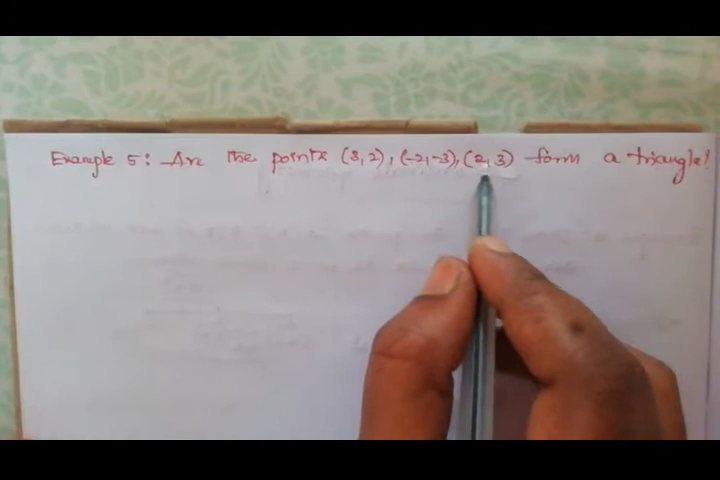 Example 5: Are the points (3,2), (-2,-3), (2,3) form a triangle?